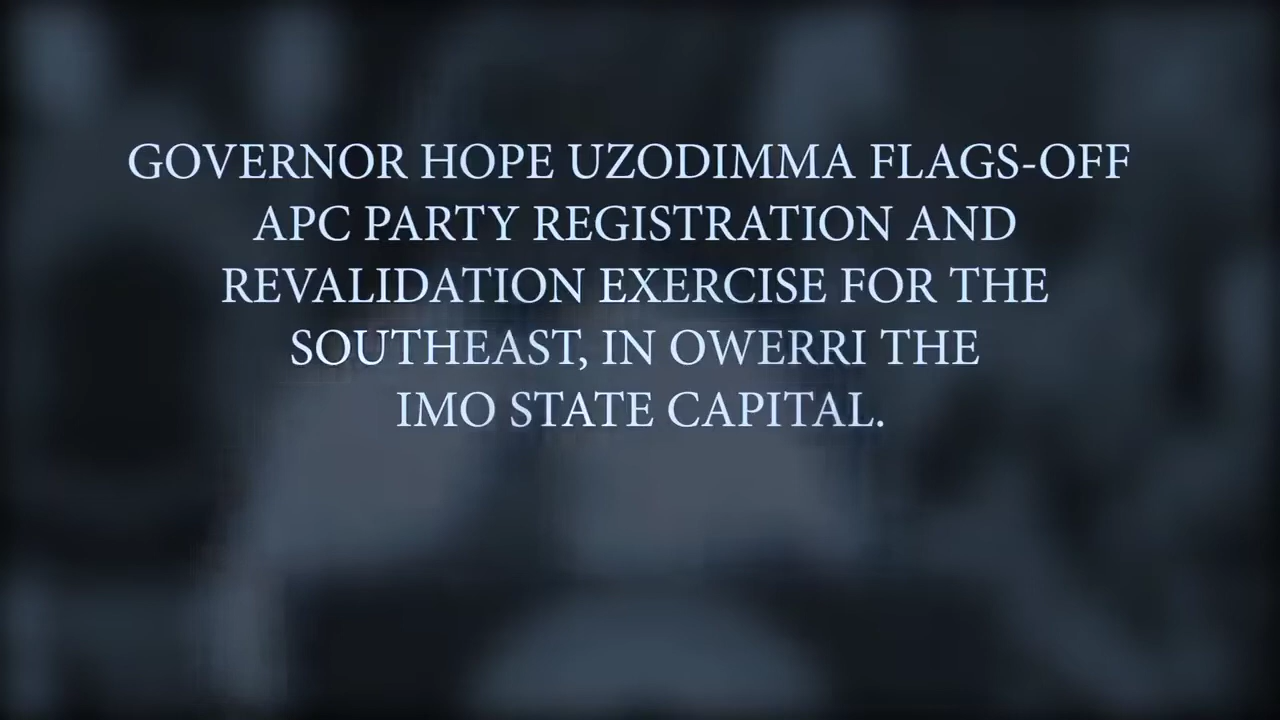 GOVERNOR HOPE UZODIMMA FLAGS-OFF
APC PARTY REGISTRATION AND
REVALIDATION EXERCISE FOR THE
SOUTHEAST, IN OWERRI THE
IMO STATE CAPITAL.